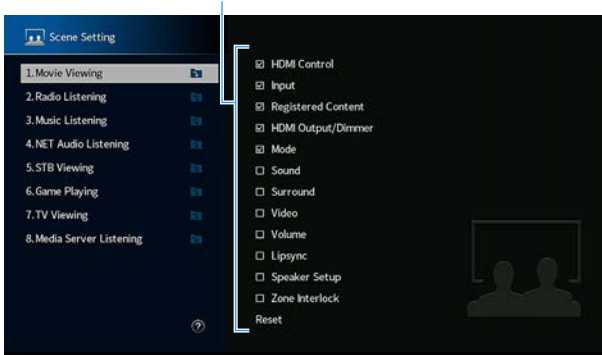 Scene Setting
1.Movie Viewing
2.Radio Listening
3.Music Listening
4.NET Audio Listening
5.STB Viewing
6.Game Playing
7.TV Viewing
8.Media Server Listening
?
HDMI Control
Input
Registered Content
HDMI Output/Dimmer
Mode
Sound
Surround
Video
Volume
Lipsync
Speaker Setup
Zone Interlock
Reset